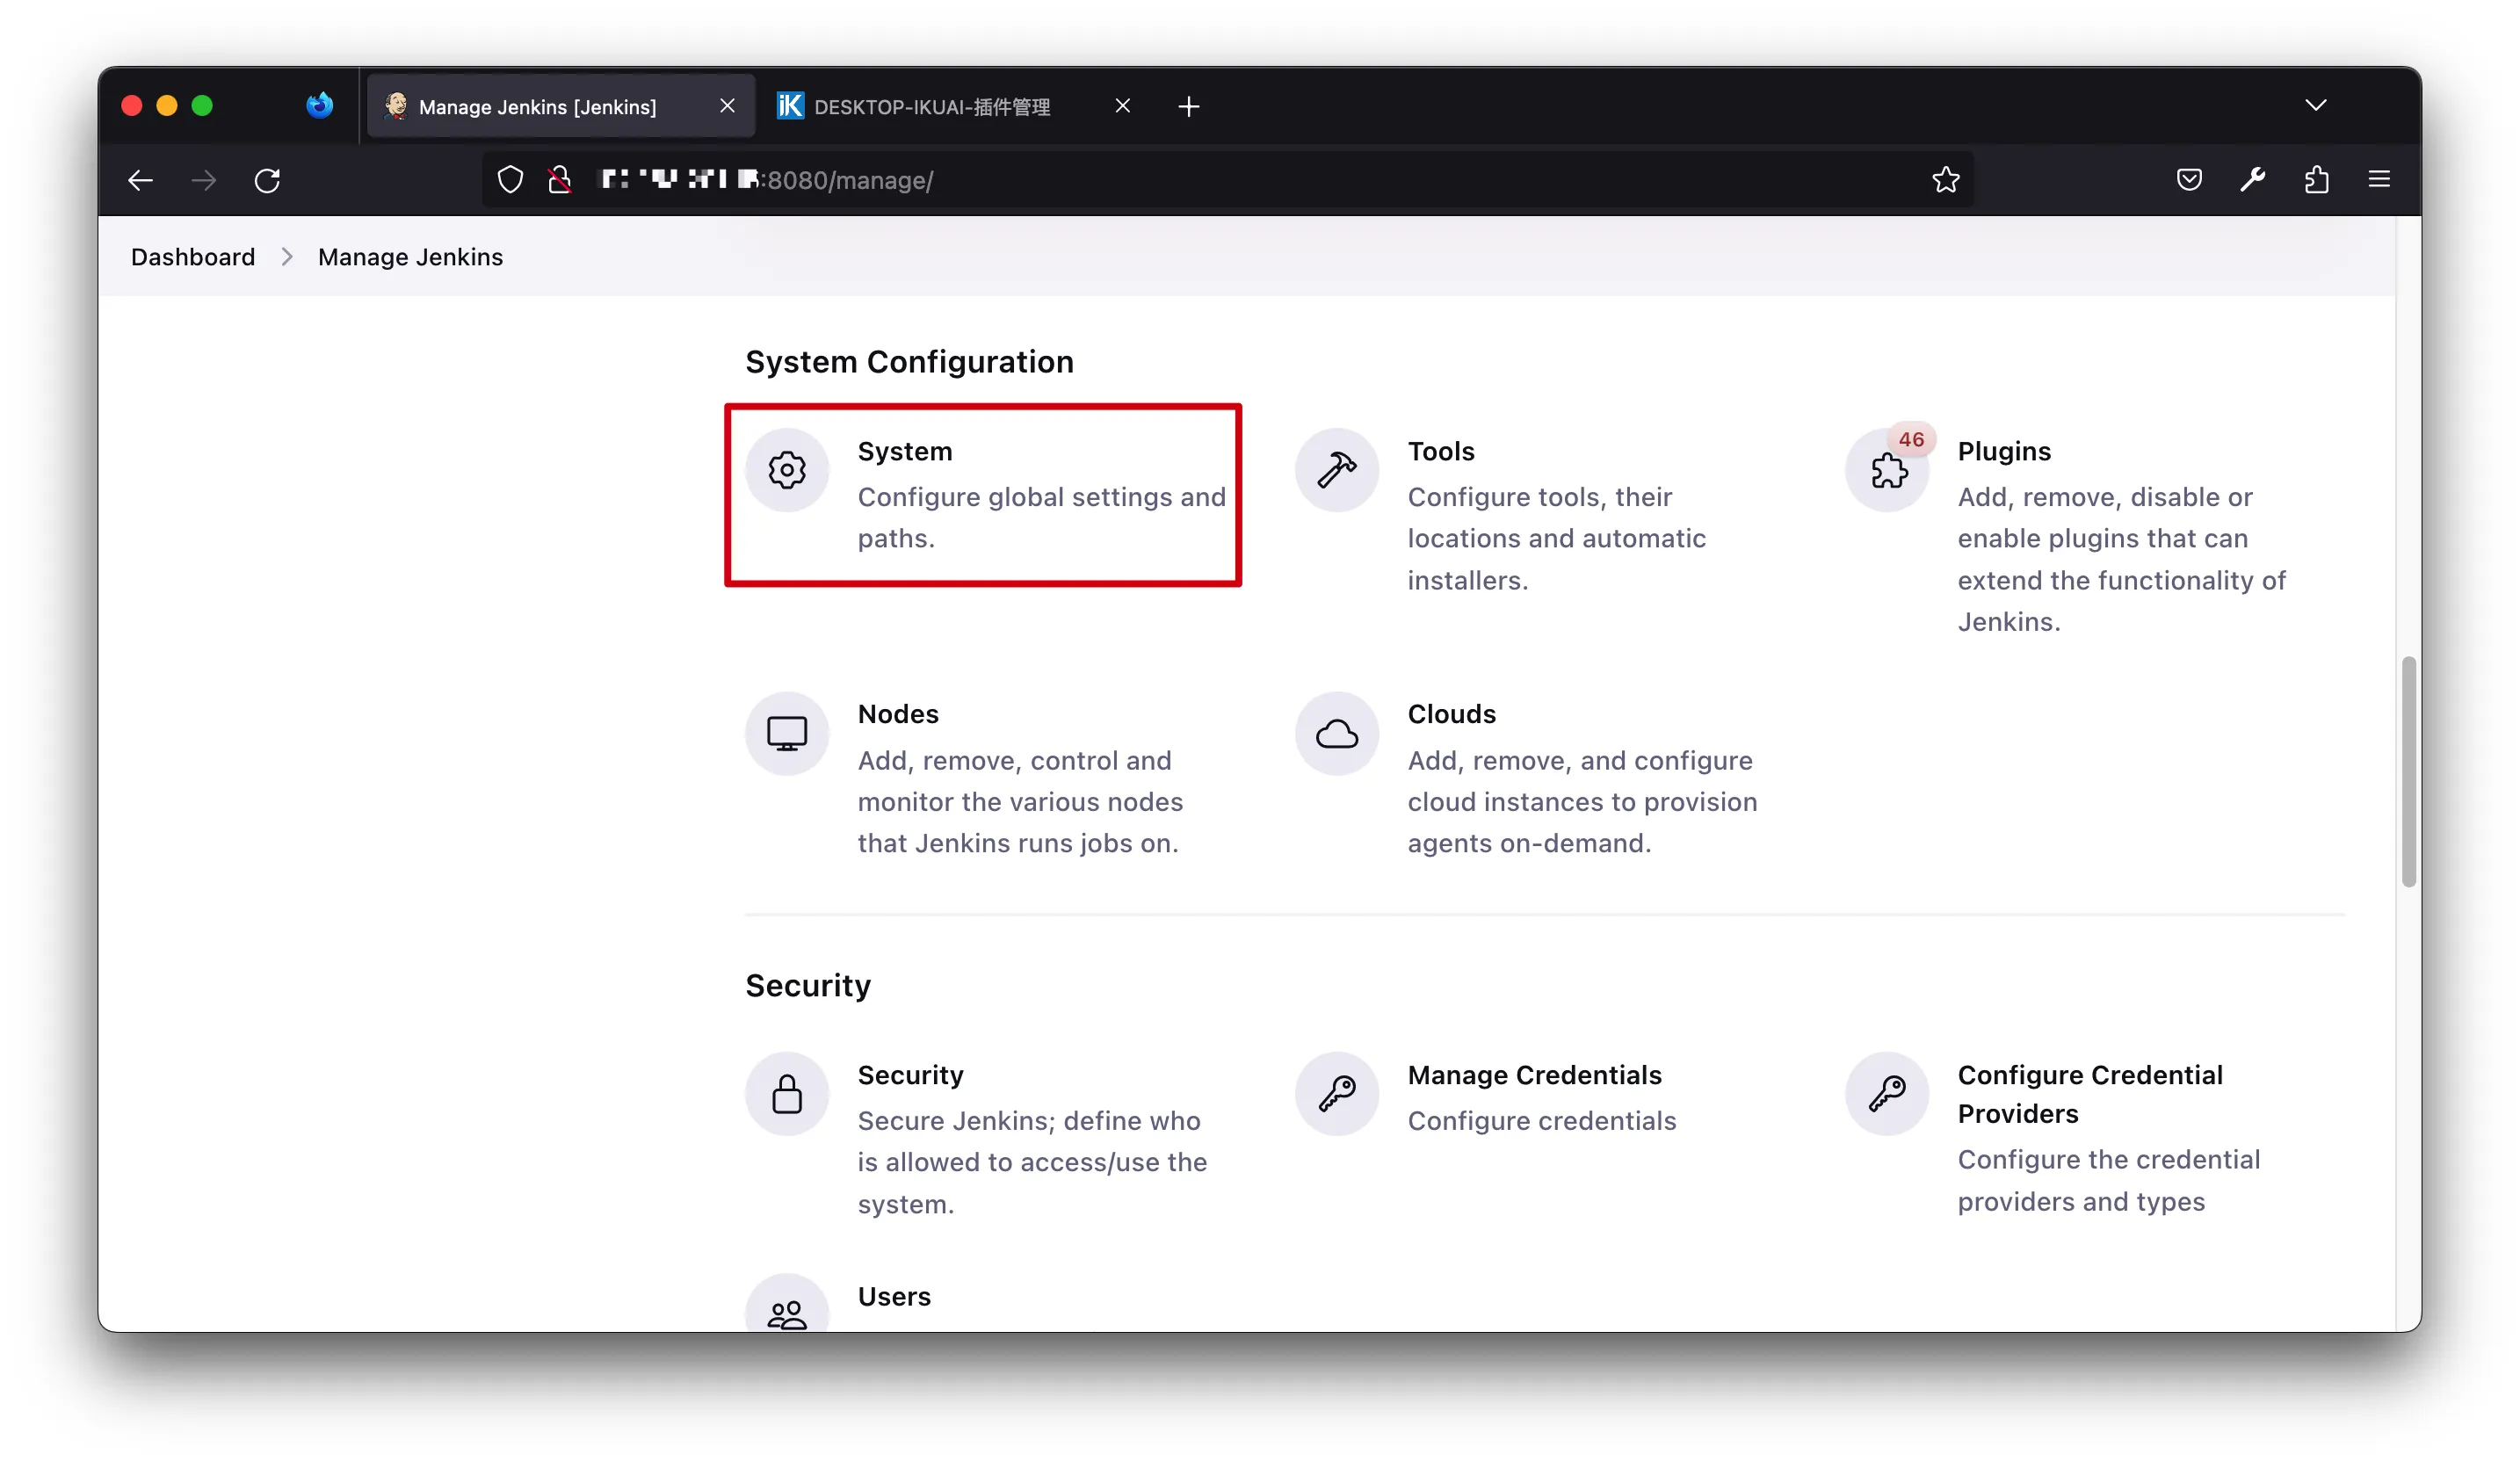 Manage Jenkins [Jenkins]
iK DESKTOP-IKUAI-插件管理
:8080/manage/
Dashboard > Manage Jenkins
System Configuration
System
Configure global settings and
paths.
Tools
Configure tools, their
locations and automatic
installers.
46
Plugins
Add, remove, disable or
enable plugins that can
extend the functionality of
Jenkins.
Nodes
Add, remove, control and
monitor the various nodes
that Jenkins runs jobs on.
Clouds
Add, remove, and configure
cloud instances to provision
agents on-demand.
Security
Security
Secure Jenkins; define who
is allowed to access/use the
system.
Manage Credentials
Configure credentials
Configure Credential
Providers
Configure the credential
providers and types
Users